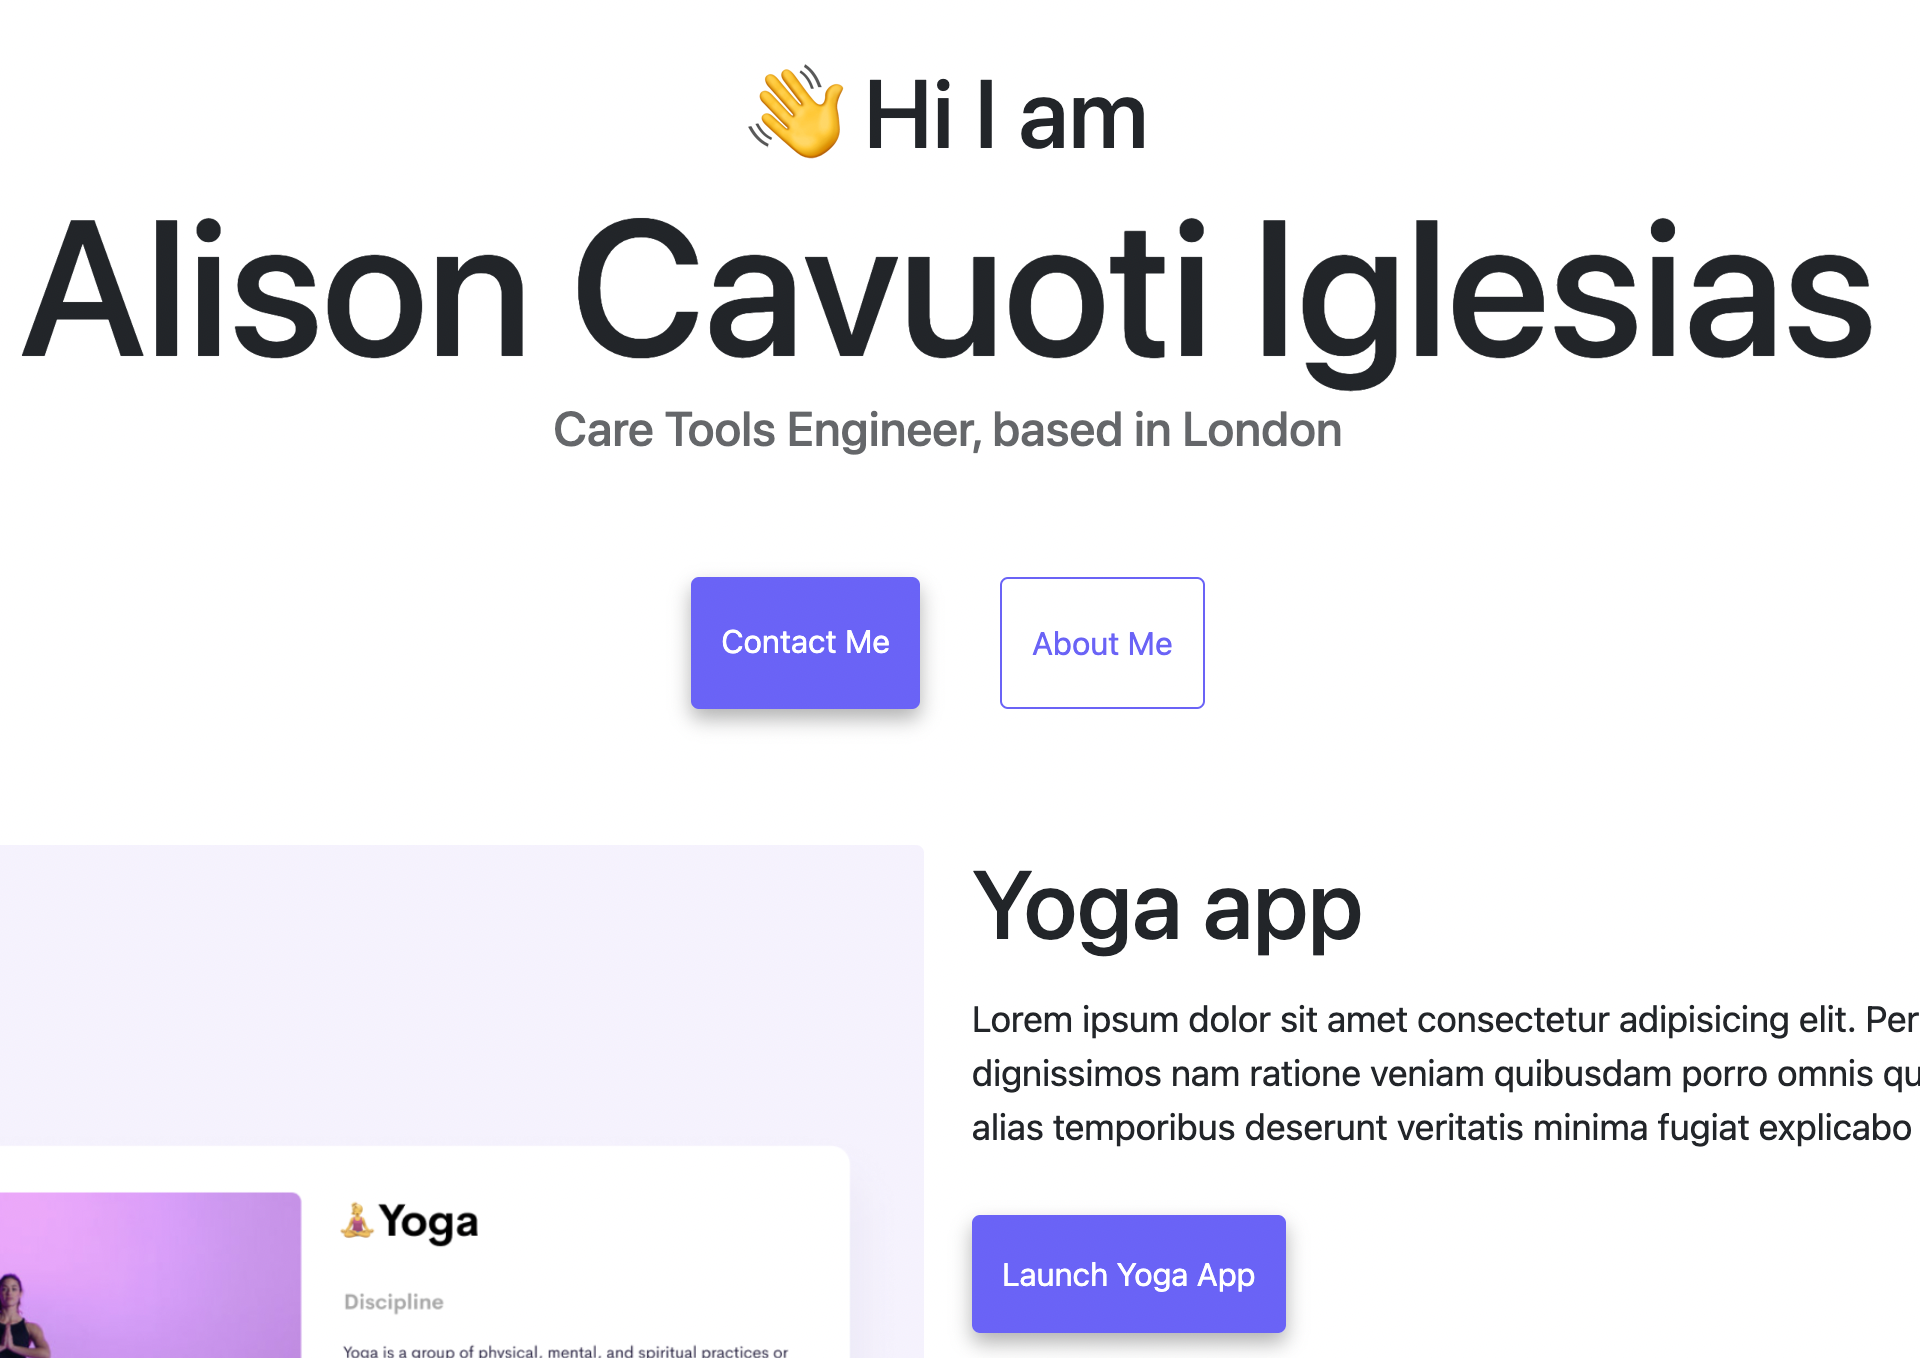 👋 Hi I am
Alison Cavuoti Iglesias
Care Tools Engineer, based in London
Contact Me
About Me
Yoga app
Lorem ipsum dolor sit amet consectetur adipisicing elit. Per
dignissimos nam ratione veniam quibusdam porro omnis qu
alias temporibus deserunt veritatis minima fugiat explicabo
Launch Yoga App
🧘Yoga
Discipline
Yoga is a group of physical, mental, and spiritual practices or